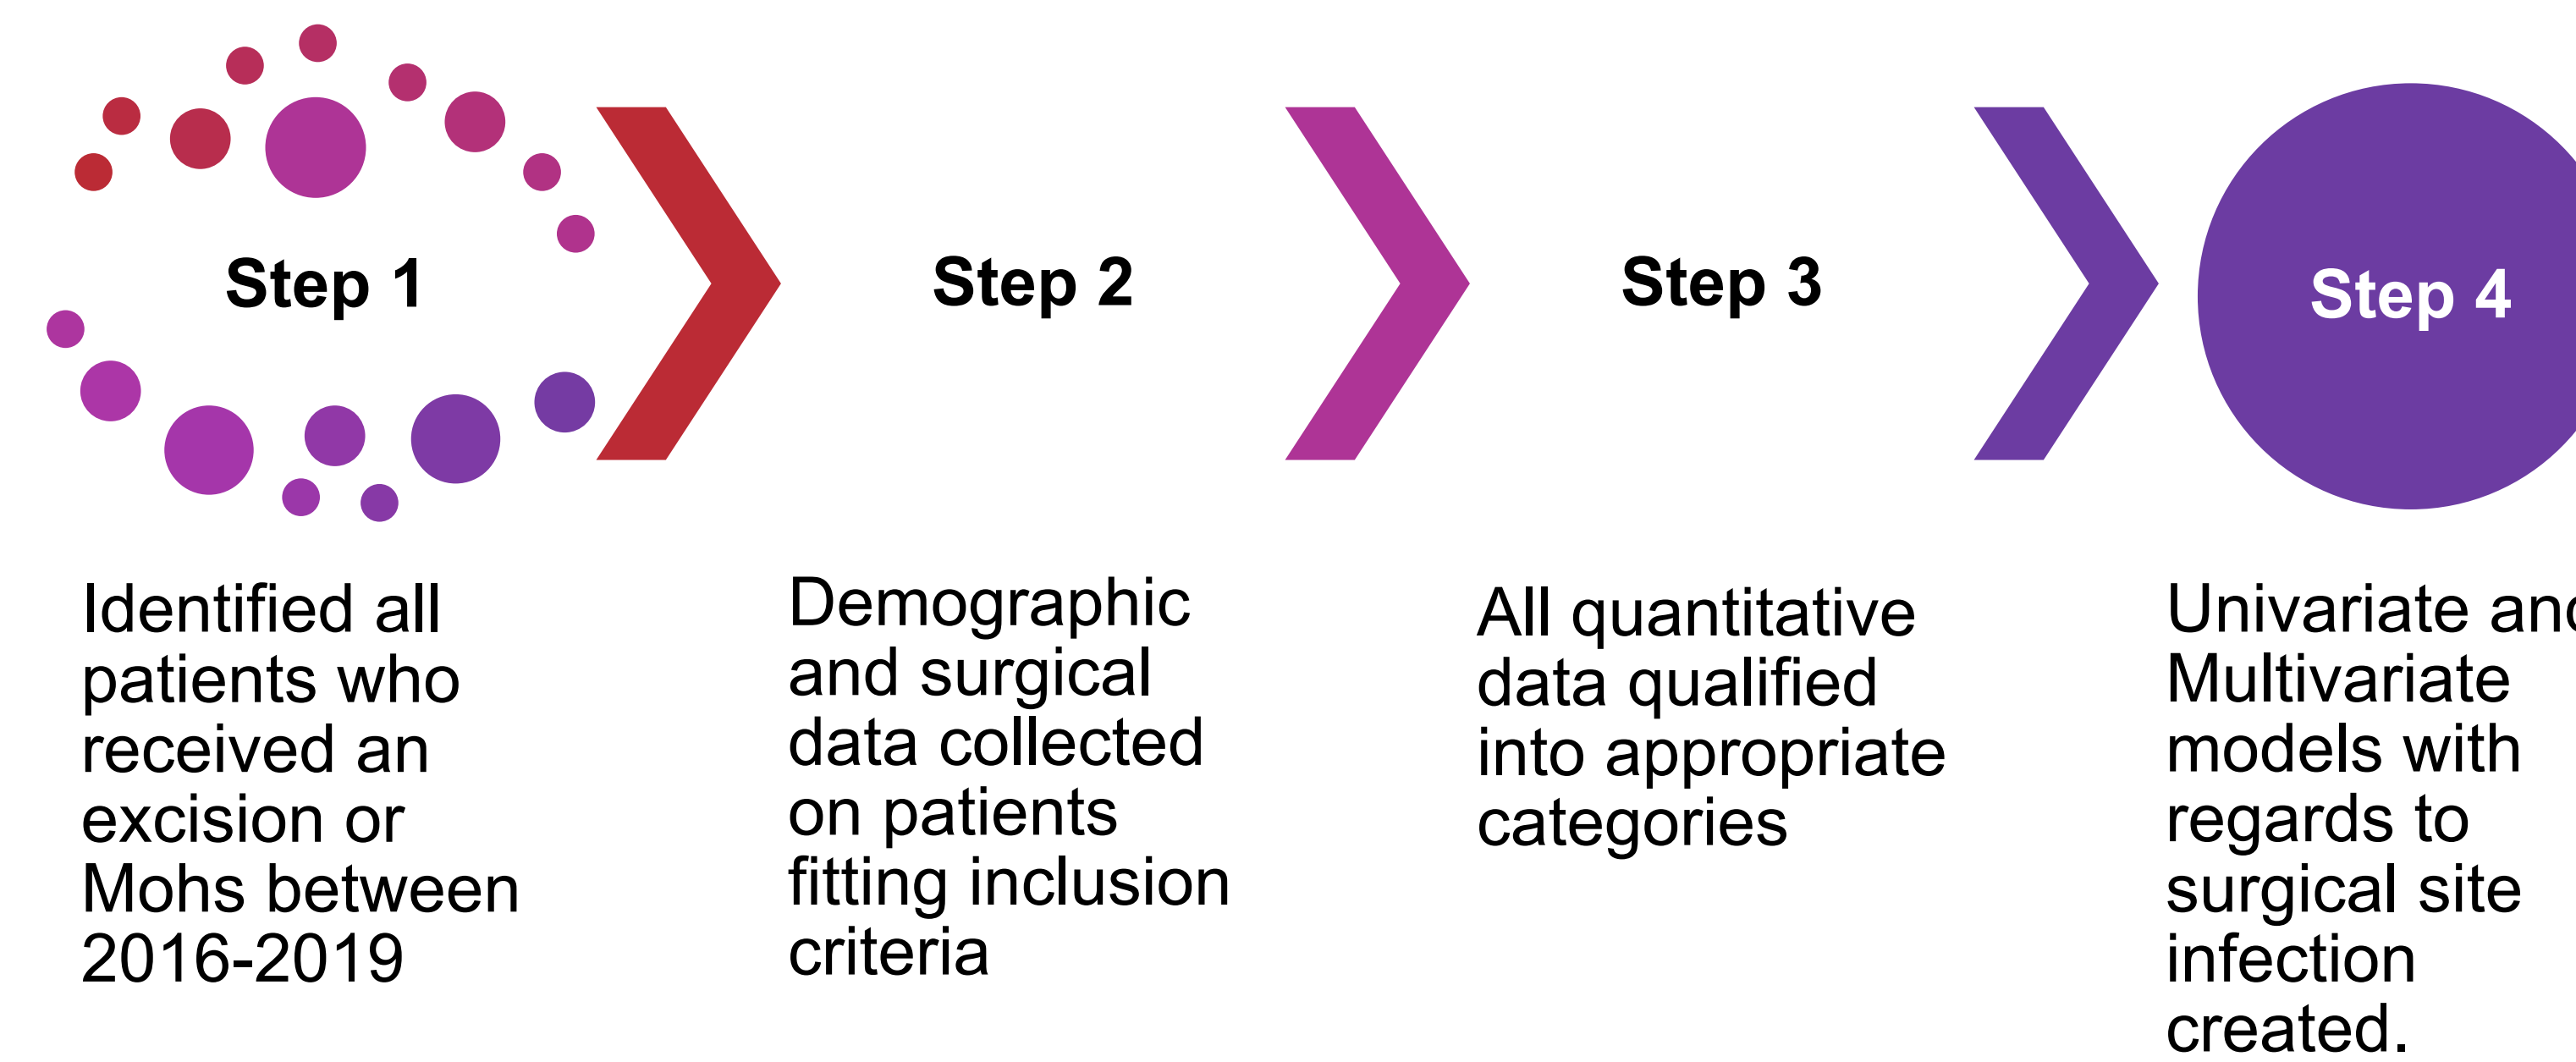 Step 1
Identified all
patients who
received an
excision or
Mohs between
2016-2019
Step 2
Demographic
and surgical
data collected
on patients
fitting inclusion
criteria
Step 3
All quantitative
data qualified
into appropriate
categories
Step 4
Univariate and
Multivariate
models with
regards to
surgical site
infection
created.